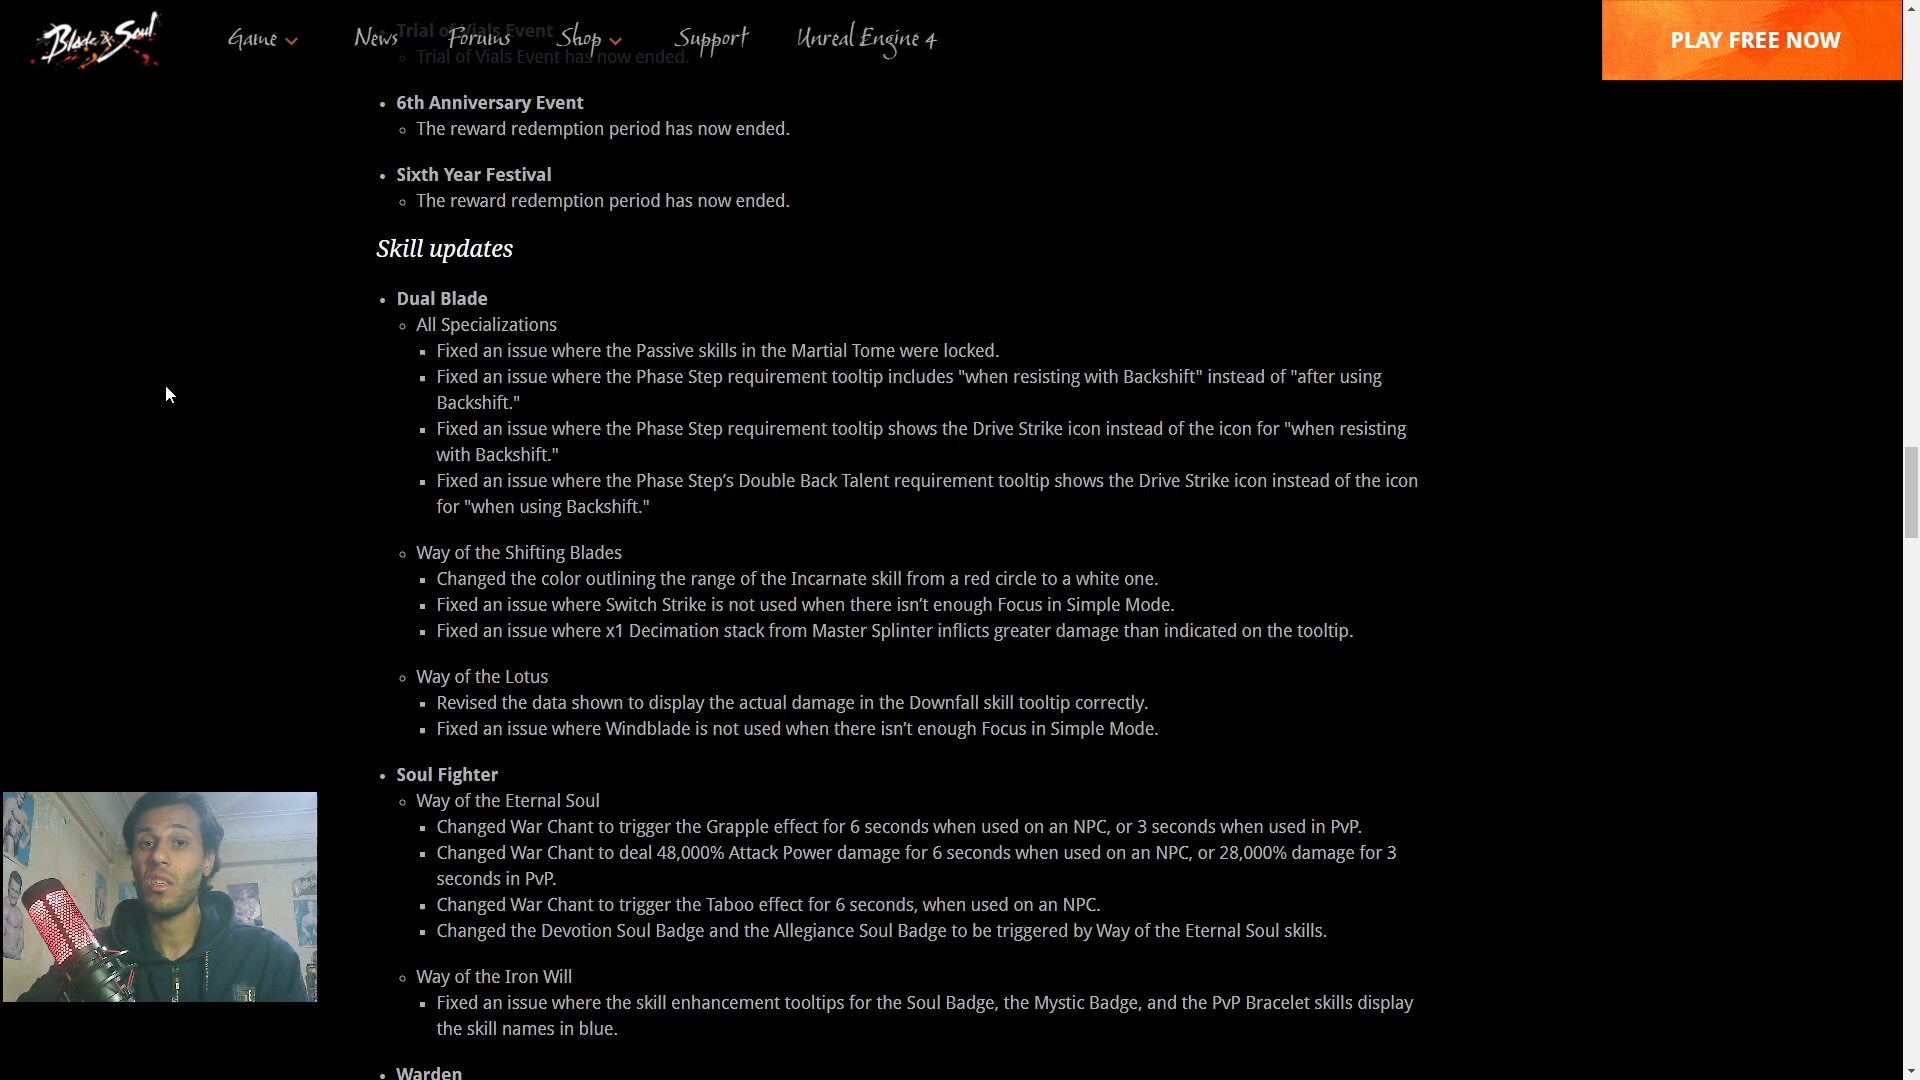 Blade & Soul
Game
News
Forums
Shop
Support
Unreal Engine 4
PLAY FREE NOW
Trial of Vials Event
Trial of Vials Event has now ended.
6th Anniversary Event
The reward redemption period has now ended.
Sixth Year Festival
The reward redemption period has now ended.
Skill updates
Dual Blade
All Specializations
Fixed an issue where the Passive skills in the Martial Tome were locked.
Fixed an issue where the Phase Step requirement tooltip includes "when resisting with Backshift" instead of "after using
Backshift."
Fixed an issue where the Phase Step requirement tooltip shows the Drive Strike icon instead of the icon for "when resisting
with Backshift."
Fixed an issue where the Phase Step’s Double Back Talent requirement tooltip shows the Drive Strike icon instead of the icon
for "when using Backshift."
Way of the Shifting Blades
Changed the color outlining the range of the Incarnate skill from a red circle to a white one.
Fixed an issue where Switch Strike is not used when there isn’t enough Focus in Simple Mode.
Fixed an issue where x1 Decimation stack from Master Splinter inflicts greater damage than indicated on the tooltip.
Way of the Lotus
Revised the data shown to display the actual damage in the Downfall skill tooltip correctly.
Fixed an issue where Windblade is not used when there isn’t enough Focus in Simple Mode.
Soul Fighter
Way of the Eternal Soul
Changed War Chant to trigger the Grapple effect for 6 seconds when used on an NPC, or 3 seconds when used in PvP.
Changed War Chant to deal 48,000% Attack Power damage for 6 seconds when used on an NPC, or 28,000% damage for 3
seconds in PvP.
Changed War Chant to trigger the Taboo effect for 6 seconds, when used on an NPC.
Changed the Devotion Soul Badge and the Allegiance Soul Badge to be triggered by Way of the Eternal Soul skills.
Way of the Iron Will
Fixed an issue where the skill enhancement tooltips for the Soul Badge, the Mystic Badge, and the PvP Bracelet skills display
the skill names in blue.
Warden